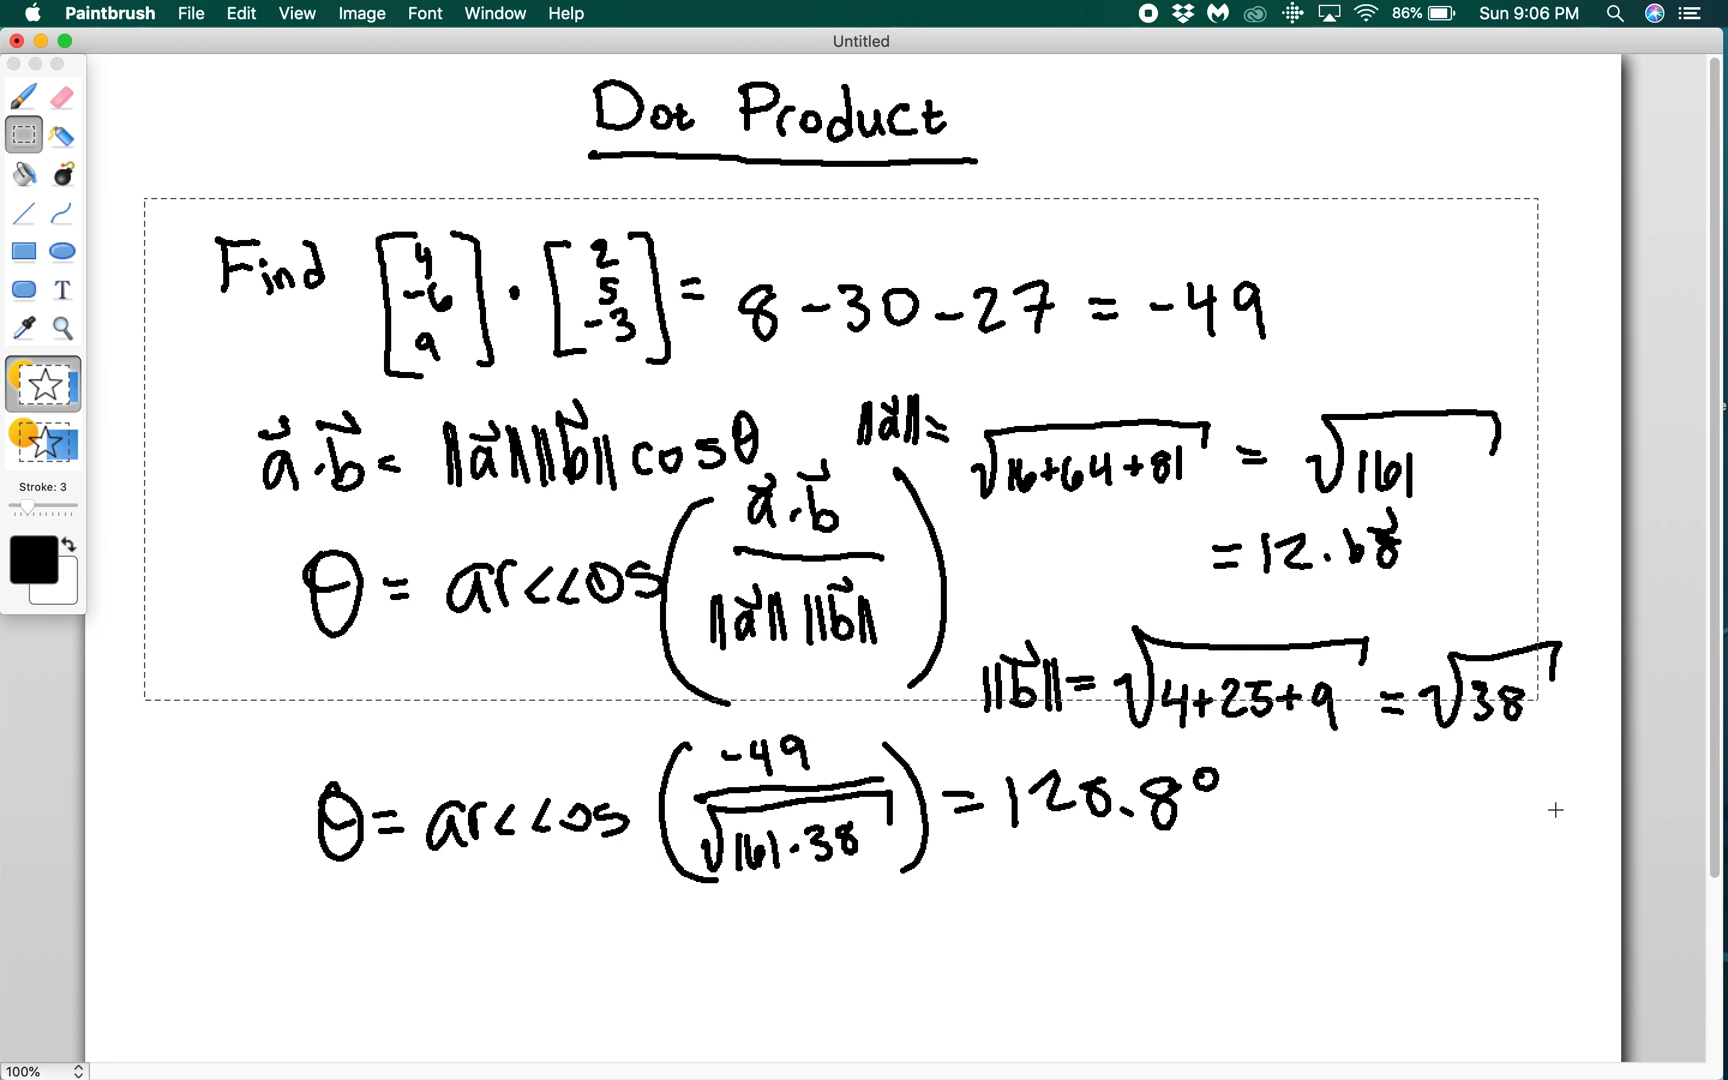 Paintbrush File Edit View Image Font Window Help 86% Sun 9:06 PM
Untitled
Dot Product
Find [4 -6 9] · [2 5 -3] = 8 -30 -27 = -49
a⃗·b⃗ = ‖a⃗‖‖b⃗‖ cosθ
‖a⃗‖ = √16+64+81 = √161
= 12.68
θ = arccos (a⃗·b⃗ / ‖a⃗‖ ‖b⃗‖)
‖b⃗‖ = √4+25+9 = √38
θ = arccos (-49 / √161·38) = 128.8°
T
Stroke: 3
100%